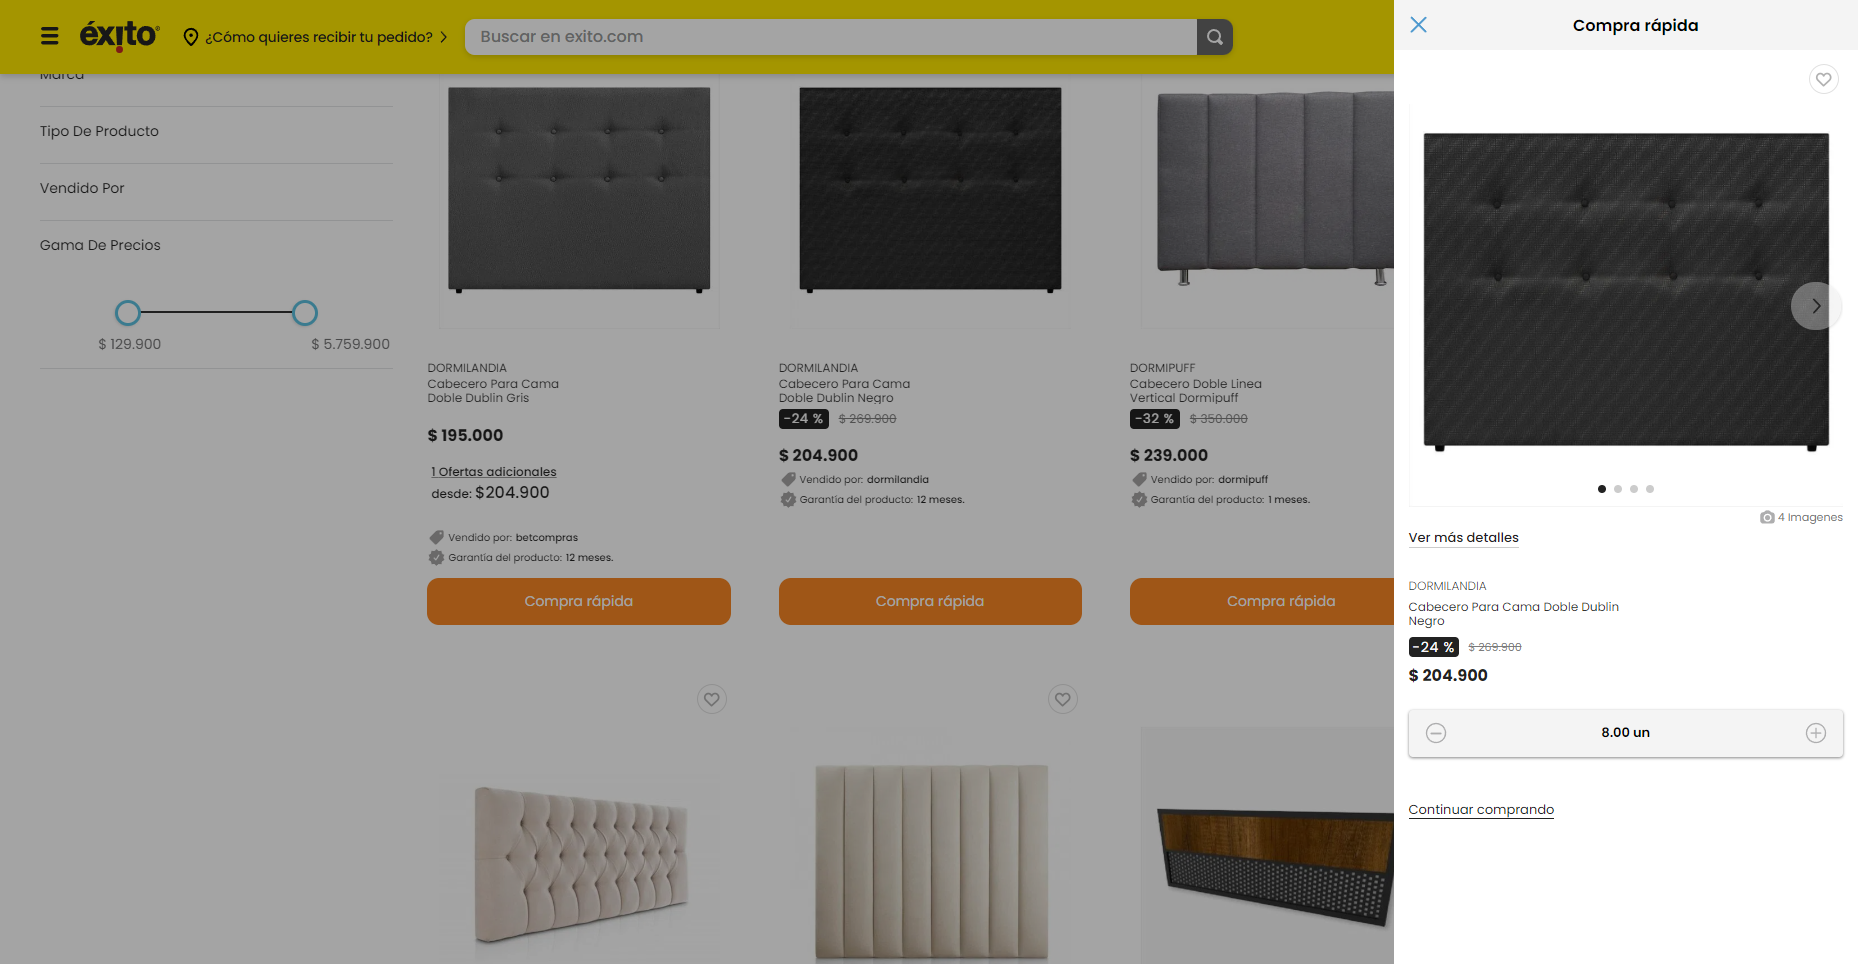 éxito
¿Cómo quieres recibir tu pedido?
Buscar en exito.com
Marca
Tipo De Producto
Vendido Por
Gama De Precios
$ 129.900
$ 5.759.900
DORMILANDIA
Cabecero Para Cama
Doble Dublin Gris
$ 195.000
1 Ofertas adicionales
desde: $204.900
Vendido por: betcompras
Garantía del producto: 12 meses.
Compra rápida
DORMILANDIA
Cabecero Para Cama
Doble Dublin Negro
-24 % $ 269.900
$ 204.900
Vendido por: dormilandia
Garantía del producto: 12 meses.
Compra rápida
DORMIPUFF
Cabecero Doble Linea
Vertical Dormipuff
-32 % $ 350.000
$ 239.000
Vendido por: dormipuff
Garantía del producto: 1 meses.
Compra rápida
Compra rápida
4 Imagenes
Ver más detalles
DORMILANDIA
Cabecero Para Cama Doble Dublin
Negro
-24 % $ 269.900
$ 204.900
8.00 un
Continuar comprando